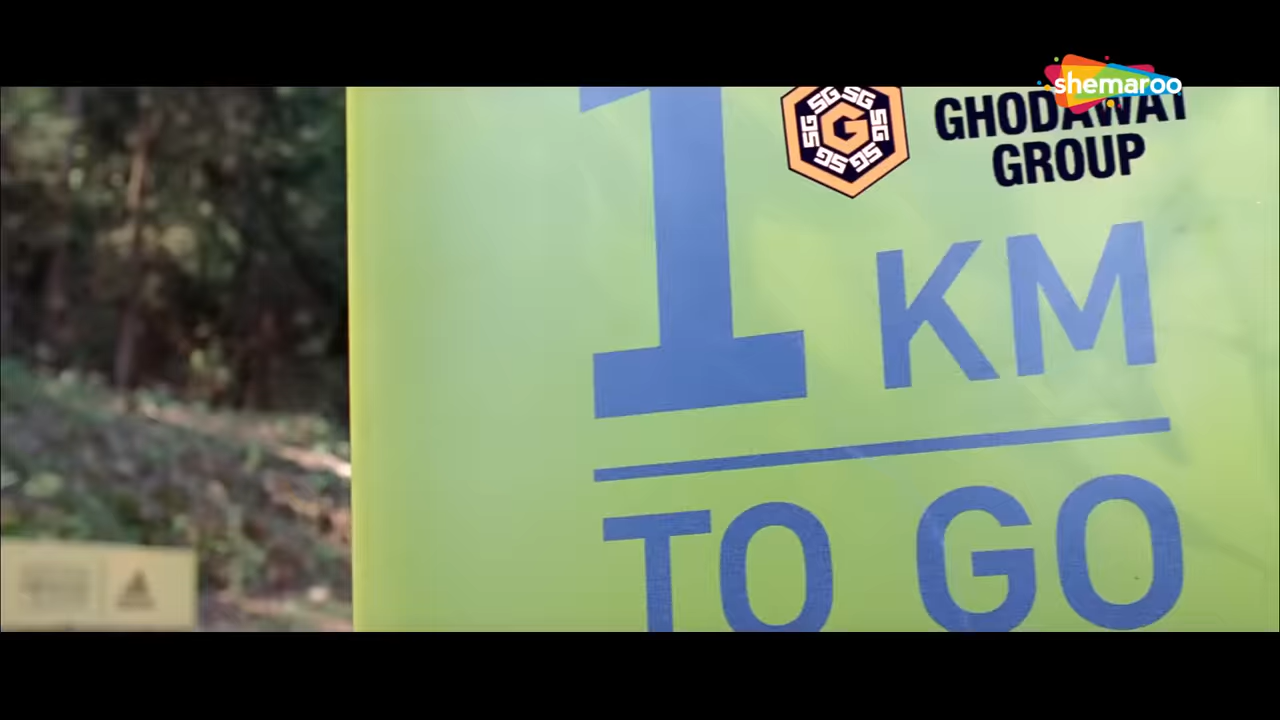 shemaroo
GHODAWAT
GROUP
SG SG SG SG SG SG
G
1 KM
TO GO